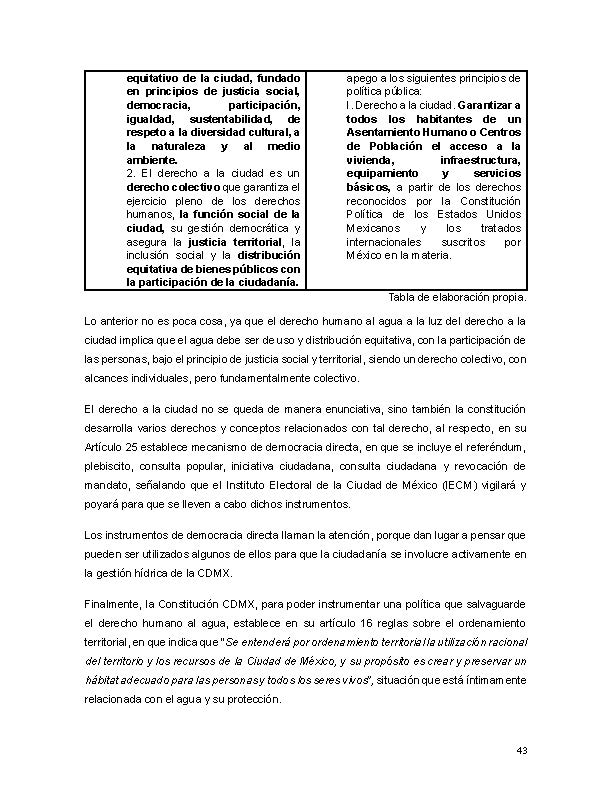 equitativo de la ciudad, fundado
en principios de justicia social,
democracia, participación,
igualdad, sustentabilidad, de
respeto a la diversidad cultural, a
la naturaleza y al medio
ambiente.
2. El derecho a la ciudad es un
derecho colectivo que garantiza el
ejercicio pleno de los derechos
humanos, la función social de la
ciudad, su gestión democrática y
asegura la justicia territorial, la
inclusión social y la distribución
equitativa de bienes públicos con
la participación de la ciudadanía.
apego a los siguientes principios de
política pública:
I. Derecho a la ciudad. Garantizar a
todos los habitantes de un
Asentamiento Humano o Centros
de Población el acceso a la
vivienda, infraestructura,
equipamiento y servicios
básicos, a partir de los derechos
reconocidos por la Constitución
Política de los Estados Unidos
Mexicanos y los tratados
internacionales suscritos por
México en la materia.
Tabla de elaboración propia.
Lo anterior no es poca cosa, ya que el derecho humano al agua a la luz del derecho a la
ciudad implica que el agua debe ser de uso y distribución equitativa, con la participación de
las personas, bajo el principio de justicia social y territorial, siendo un derecho colectivo, con
alcances individuales, pero fundamentalmente colectivo.
El derecho a la ciudad no se queda de manera enunciativa, sino también la constitución
desarrolla varios derechos y conceptos relacionados con tal derecho, al respecto, en su
Artículo 25 establece mecanismo de democracia directa, en que se incluye el referéndum,
plebiscito, consulta popular, iniciativa ciudadana, consulta ciudadana y revocación de
mandato, señalando que el Instituto Electoral de la Ciudad de México (IECM) vigilará y
poyará para que se lleven a cabo dichos instrumentos.
Los instrumentos de democracia directa llaman la atención, porque dan lugar a pensar que
pueden ser utilizados algunos de ellos para que la ciudadanía se involucre activamente en
la gestión hídrica de la CDMX.
Finalmente, la Constitución CDMX, para poder instrumentar una política que salvaguarde
el derecho humano al agua, establece en su artículo 16 reglas sobre el ordenamiento
territorial, en que indica que "Se entenderá por ordenamiento territorial la utilización racional
del territorio y los recursos de la Ciudad de México, y su propósito es crear y preservar un
hábitat adecuado para las personas y todos los seres vivos", situación que está íntimamente
relacionada con el agua y su protección.
43